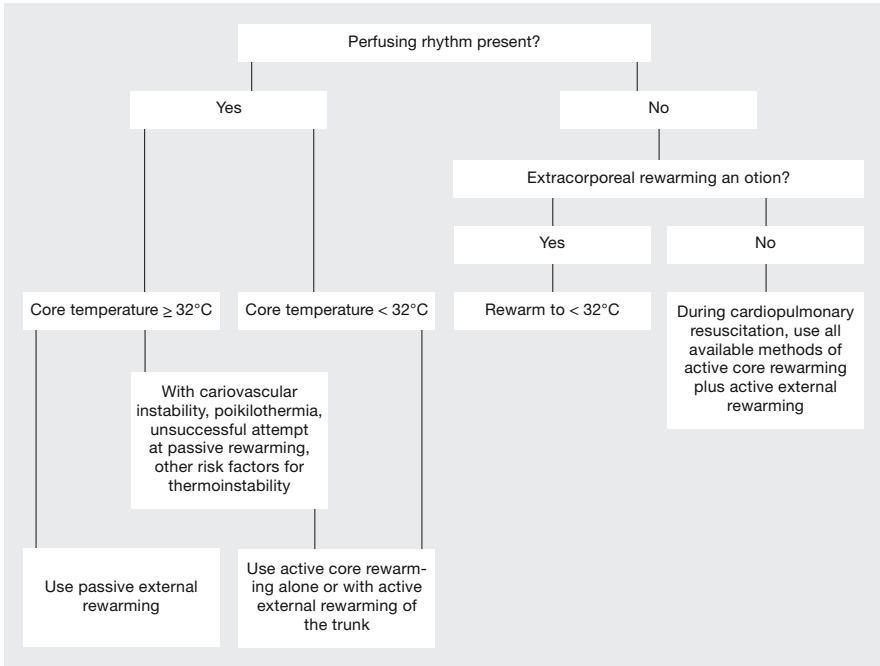 Perfusing rhythm present?
Yes
No
Extracorporeal rewarming an otion?
Yes
No
Core temperature ≥ 32°C
Core temperature < 32°C
Rewarm to < 32°C
During cardiopulmonary
resuscitation, use all
available methods of
active core rewarming
plus active external
rewarming
With cariovascular
instability, poikilothermia,
unsuccessful attempt
at passive rewarming,
other risk factors for
thermoinstability
Use passive external
rewarming
Use active core rewarm-
ing alone or with active
external rewarming of
the trunk